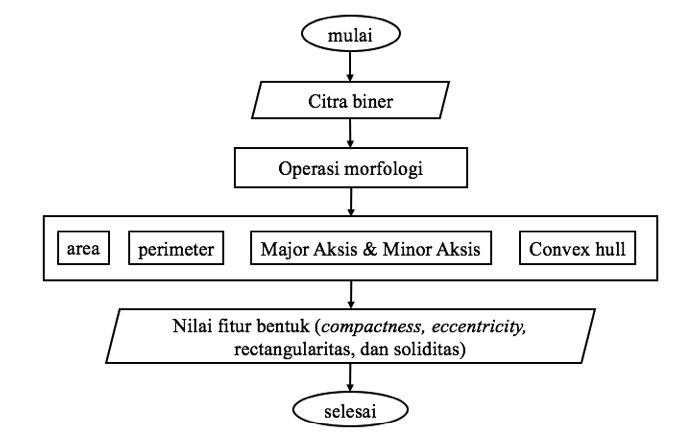 mulai
Citra biner
Operasi morfologi
area
perimeter
Major Aksis & Minor Aksis
Convex hull
Nilai fitur bentuk (compactness, eccentricity,
rectangularitas, dan soliditas)
selesai